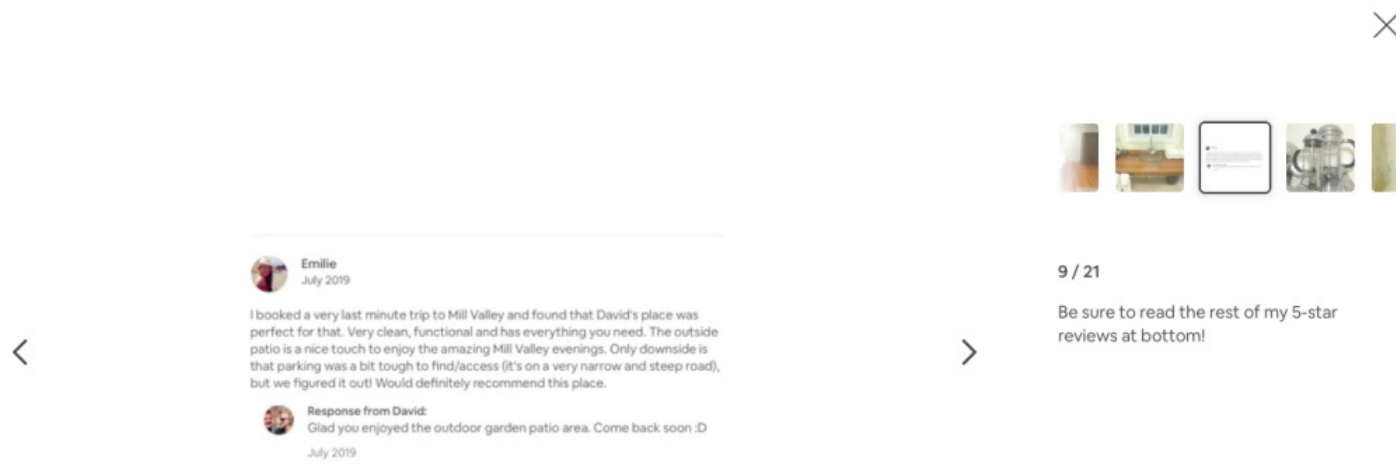 Emilie
July 2019
I booked a very last minute trip to Mill Valley and found that David's place was
perfect for that. Very clean, functional and has everything you need. The outside
patio is a nice touch to enjoy the amazing Mill Valley evenings. Only downside is
that parking was a bit tough to find/access (it's on a very narrow and steep road),
but we figured it out! Would definitely recommend this place.
Response from David:
Glad you enjoyed the outdoor garden patio area. Come back soon :D
July 2019
9 / 21
Be sure to read the rest of my 5-star
reviews at bottom!